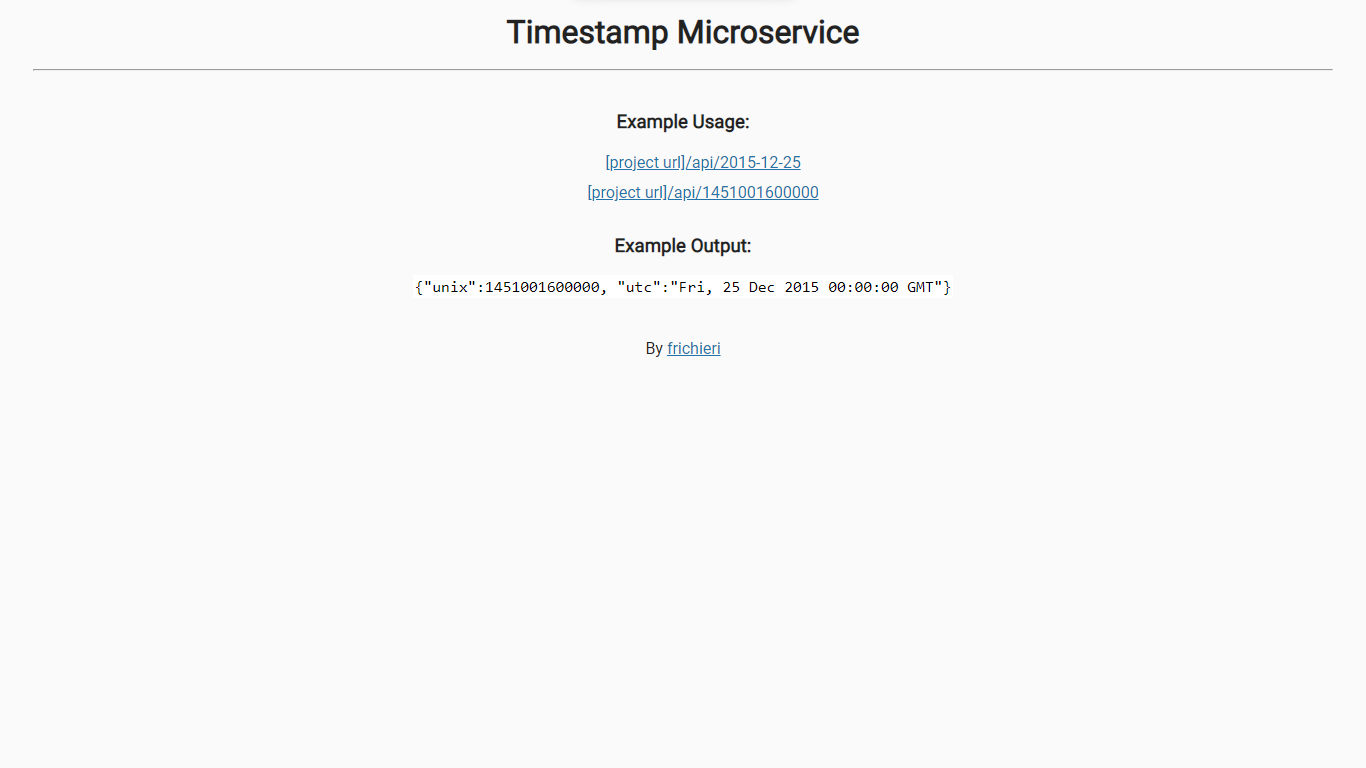 Timestamp Microservice
Example Usage:
[project url]/api/2015-12-25
[project url]/api/1451001600000
Example Output:
{"unix":1451001600000, "utc":"Fri, 25 Dec 2015 00:00:00 GMT"}
By frichieri